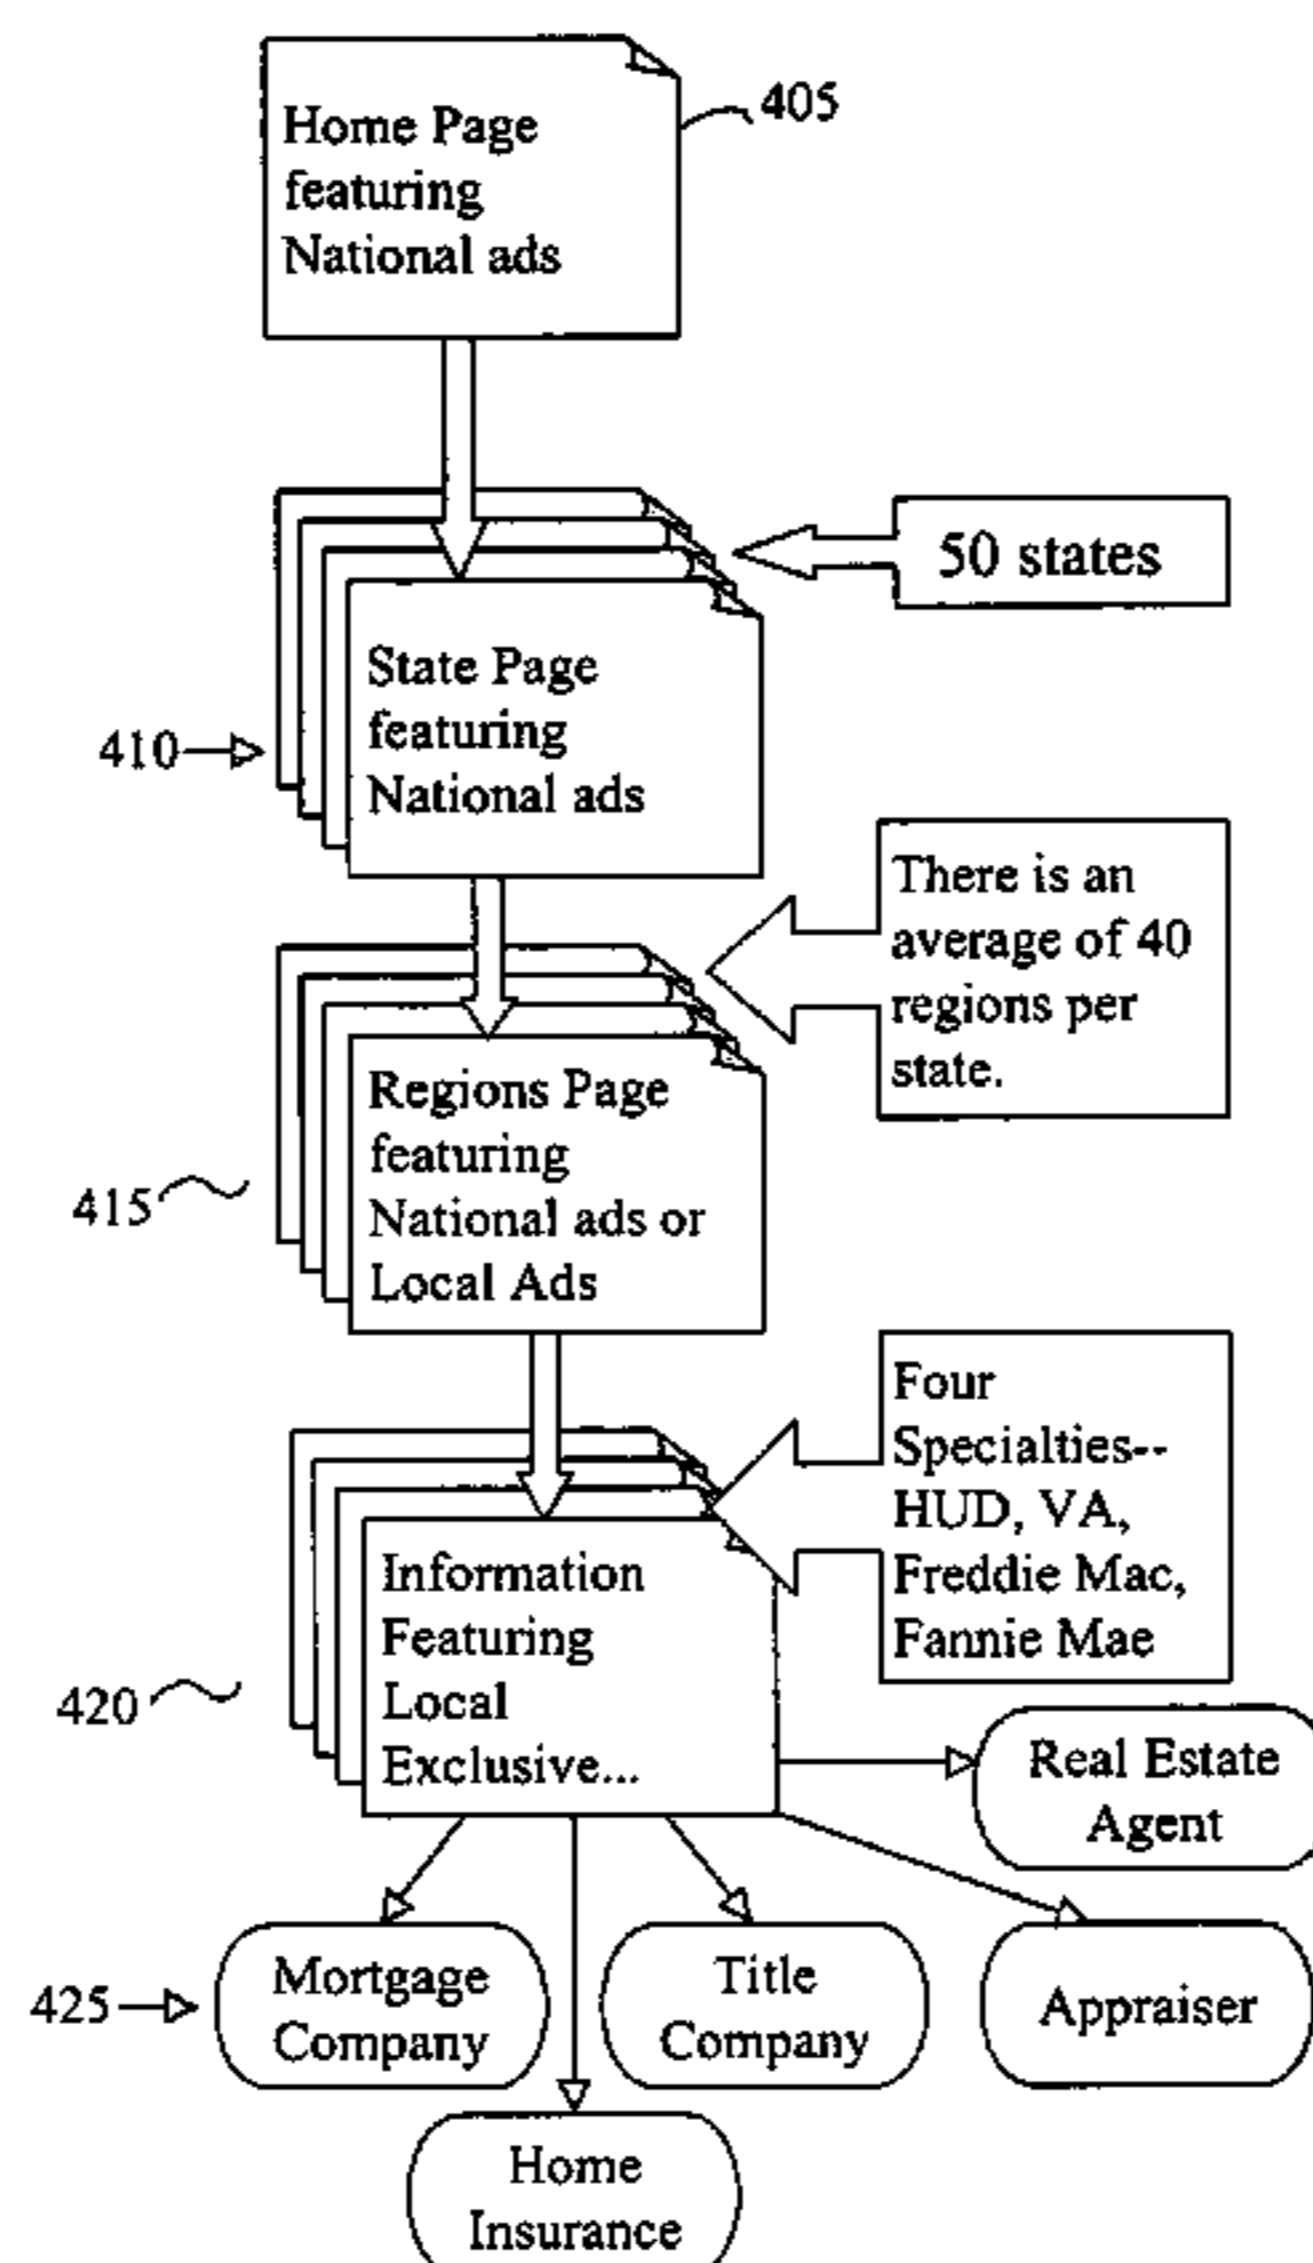 Home Page
featuring
National ads
405
50 states
State Page
featuring
National ads
410
There is an
average of 40
regions per
state.
Regions Page
featuring
National ads or
Local Ads
415
Four
Specialties--
HUD, VA,
Freddie Mac,
Fannie Mae
Information
Featuring
Local
Exclusive...
420
Real Estate
Agent
Mortgage
Company
425
Title
Company
Appraiser
Home
Insurance